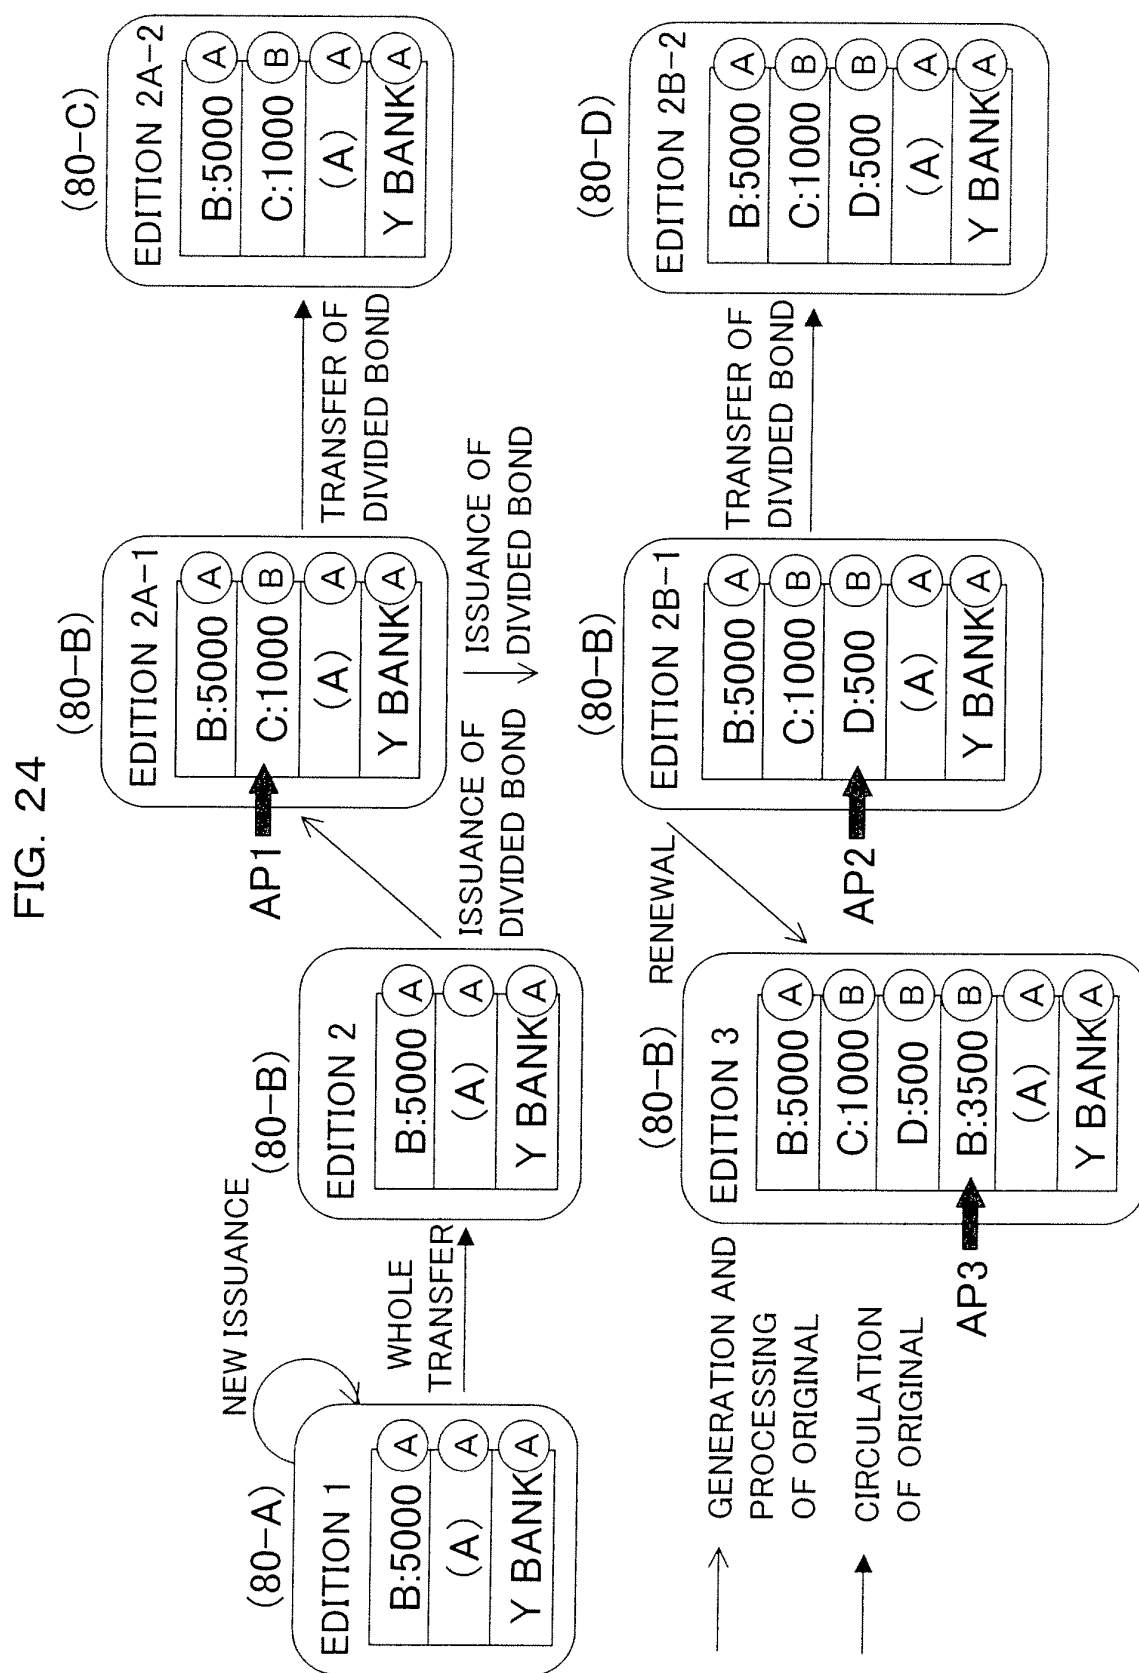 FIG. 24
(80-A)
EDITION 1
B:5000 A
(A) A
Y BANK A
NEW ISSUANCE
WHOLE
TRANSFER
(80-B)
EDITION 2
B:5000 A
(A) A
Y BANK A
ISSUANCE OF
DIVIDED BOND
(80-B)
EDITION 2A-1
B:5000 A
AP1 C:1000 B
(A) A
Y BANK A
TRANSFER OF
DIVIDED BOND
(80-C)
EDITION 2A-2
B:5000 A
C:1000 B
(A) A
Y BANK A
ISSUANCE OF
DIVIDED BOND
(80-B)
EDITION 2B-1
B:5000 A
C:1000 B
AP2 D:500 B
(A) A
Y BANK A
TRANSFER OF
DIVIDED BOND
(80-D)
EDITION 2B-2
B:5000 A
C:1000 B
D:500 B
(A) A
Y BANK A
RENEWAL
(80-B)
EDITION 3
B:5000 A
C:1000 B
D:500 B
AP3 B:3500 B
(A) A
Y BANK A
GENERATION AND
PROCESSING
OF ORIGINAL
CIRCULATION
OF ORIGINAL